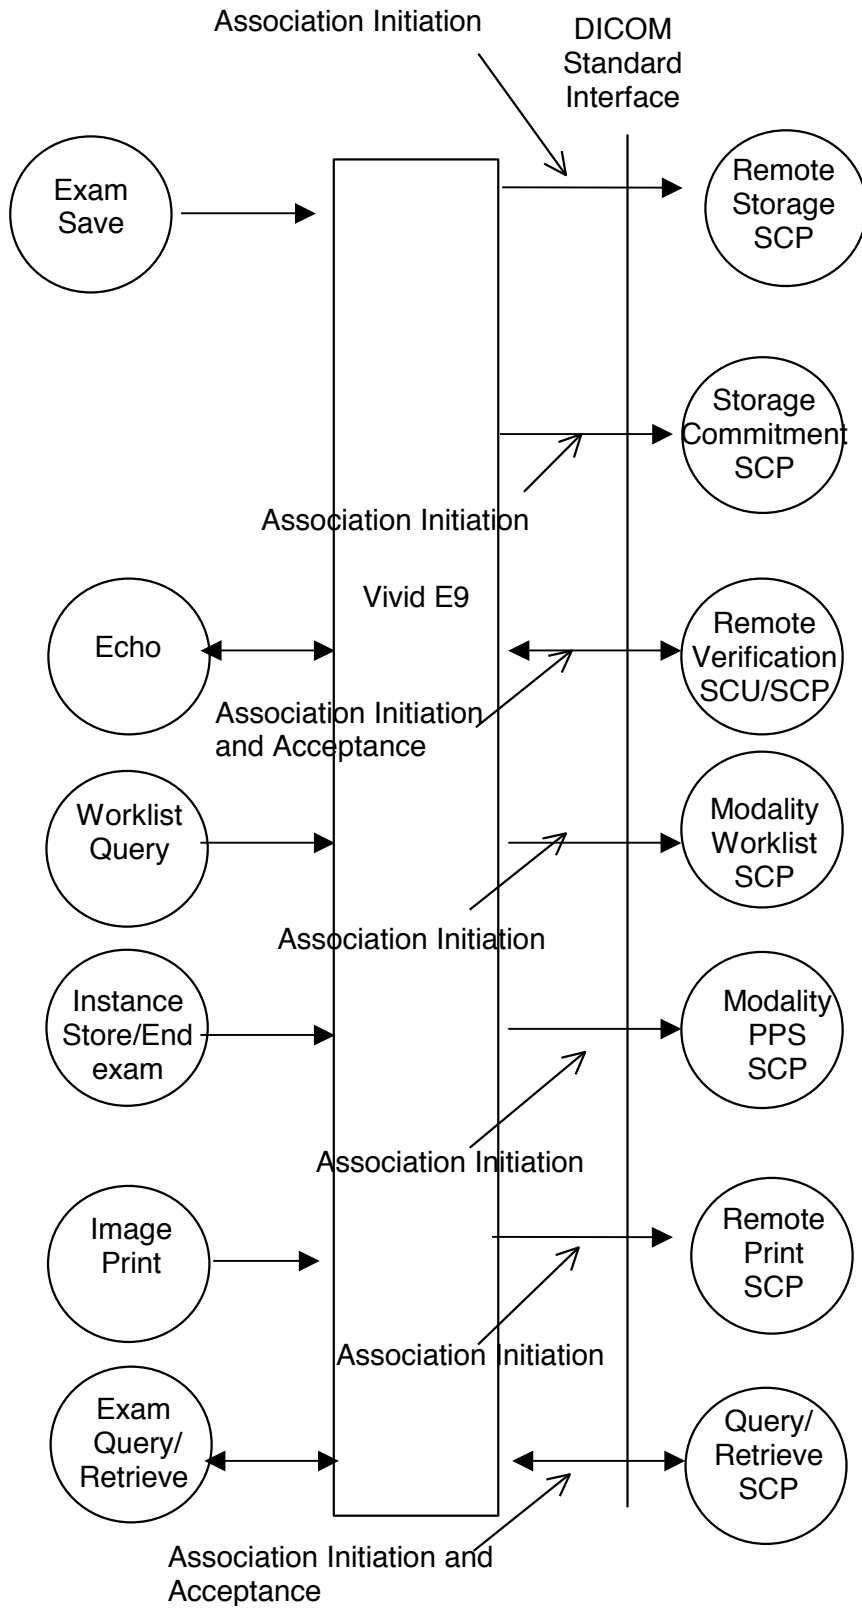 Association Initiation
DICOM
Standard
Interface
Exam
Save
Remote
Storage
SCP
Storage
Commitment
SCP
Association Initiation
Vivid E9
Echo
Remote
Verification
SCU/SCP
Association Initiation
and Acceptance
Worklist
Query
Modality
Worklist
SCP
Association Initiation
Instance
Store/End
exam
Modality
PPS
SCP
Association Initiation
Image
Print
Remote
Print
SCP
Association Initiation
Exam
Query/
Retrieve
Query/
Retrieve
SCP
Association Initiation and
Acceptance